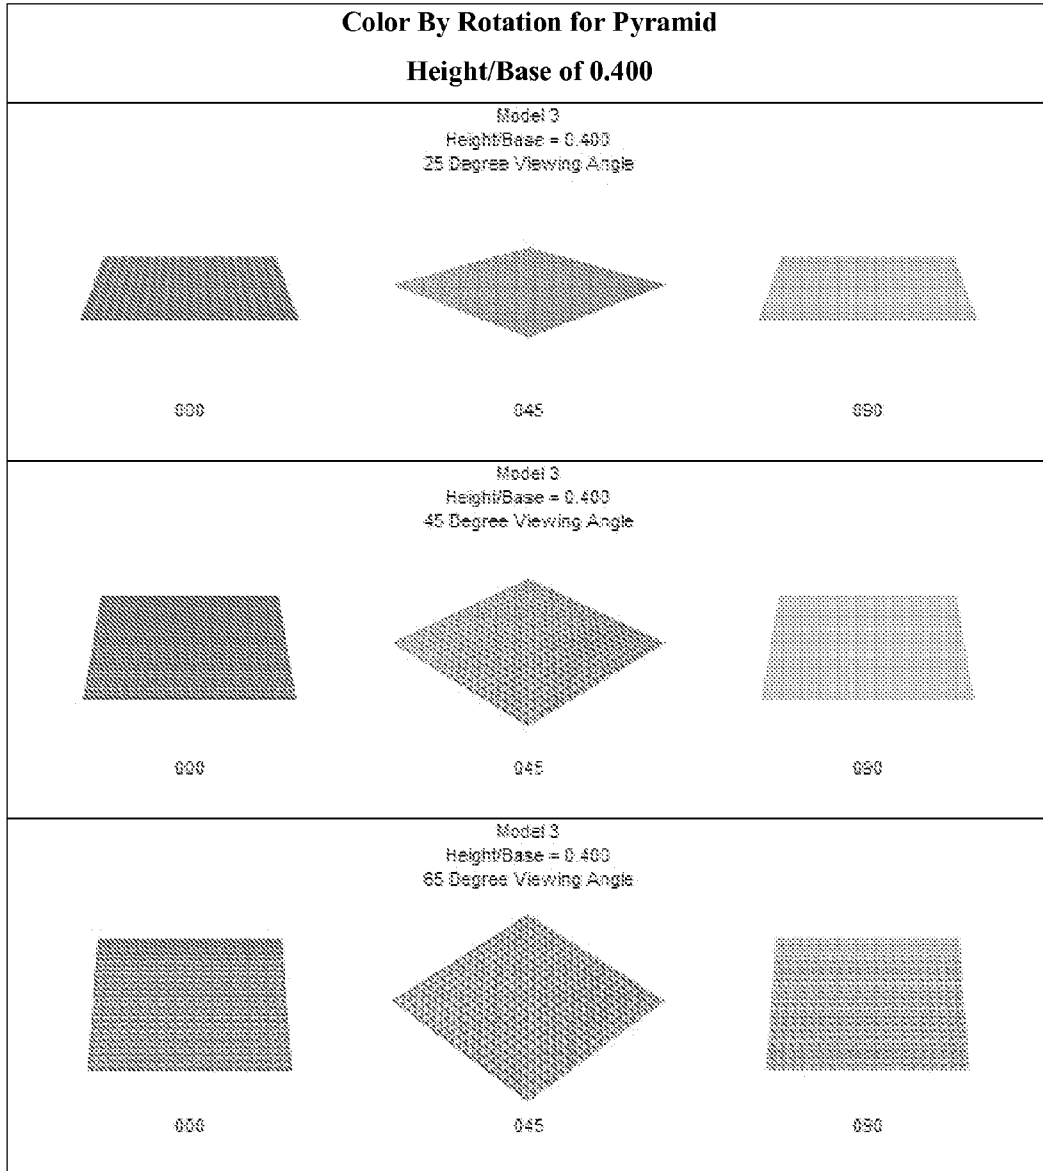 Color By Rotation for Pyramid
Height/Base of 0.400
Model 3
Height/Base = 0.400
25 Degree Viewing Angle
000 045 090
Model 3
Height/Base = 0.400
45 Degree Viewing Angle
000 045 090
Model 3
Height/Base = 0.400
65 Degree Viewing Angle
000 045 090